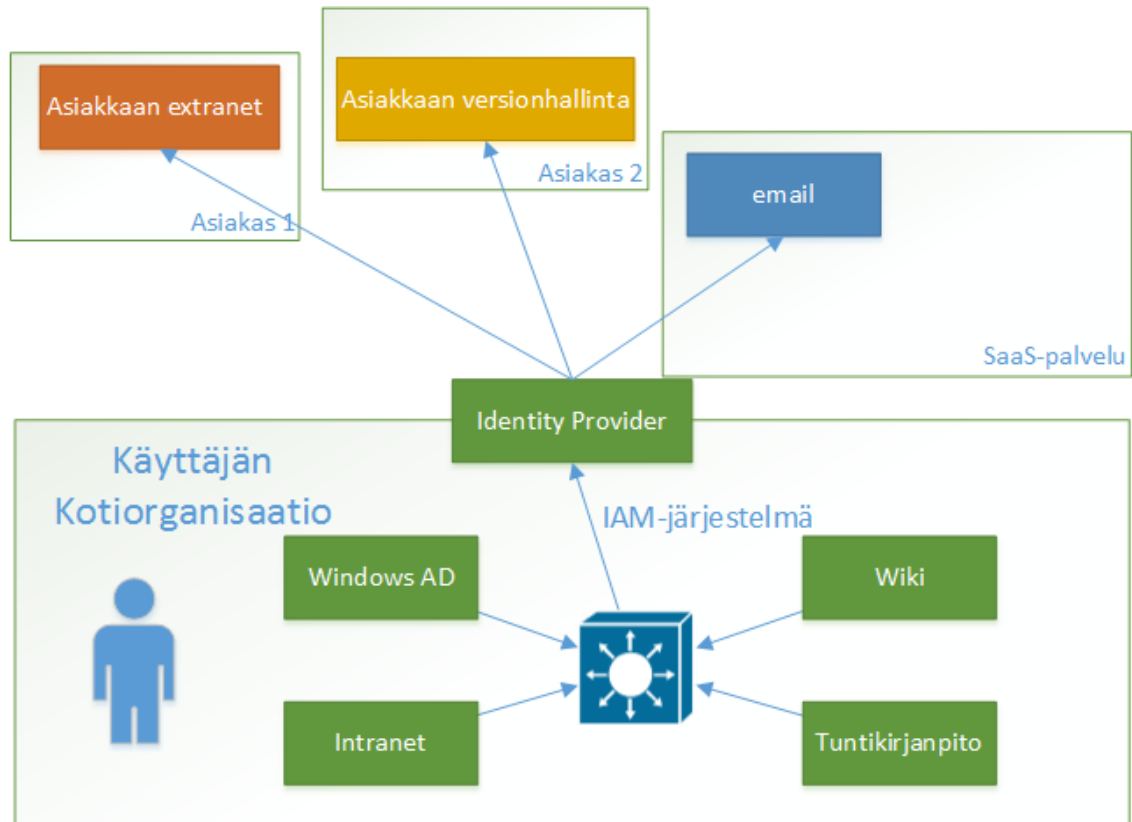 Asiakkaan extranet
Asiakas 1
Asiakkaan versionhallinta
Asiakas 2
email
SaaS-palvelu
Identity Provider
Käyttäjän
Kotiorganisaatio
IAM-järjestelmä
Windows AD
Wiki
Intranet
Tuntikirjanpito